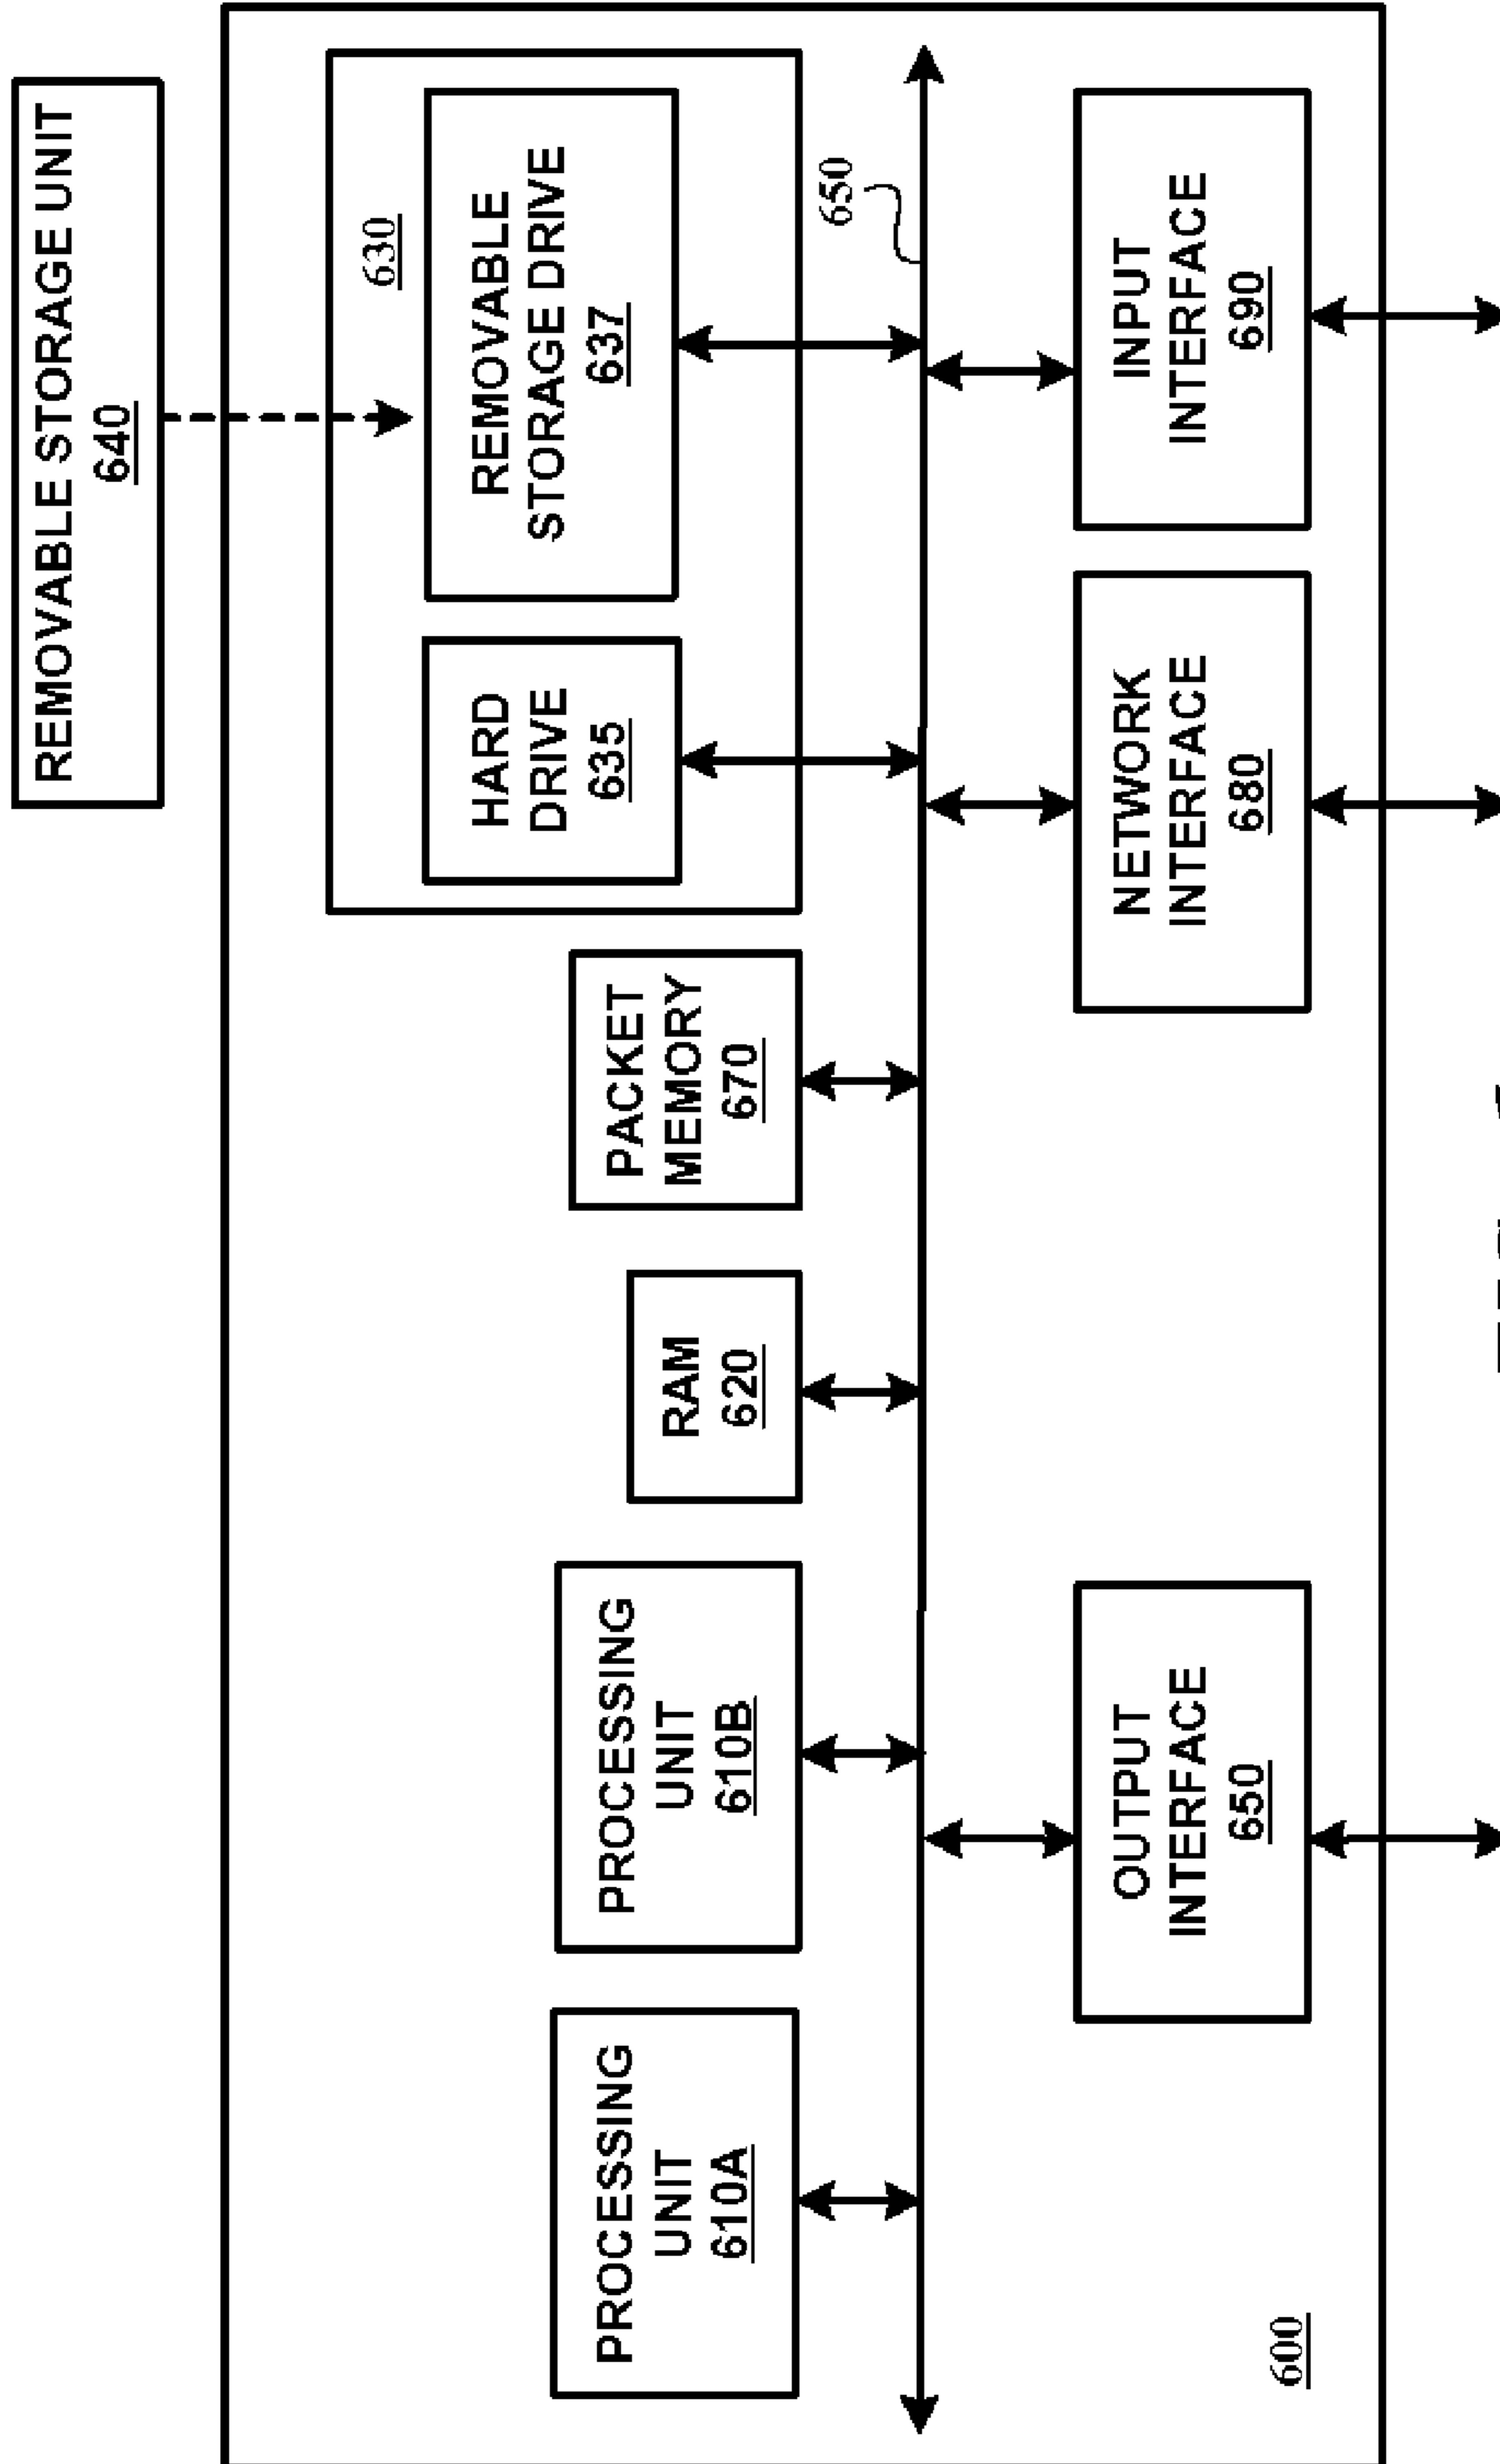 REMOVABLE STORAGE UNIT
640
630
PROCESSING
UNIT
610A
PROCESSING
UNIT
610B
RAM
620
PACKET
MEMORY
670
HARD
DRIVE
635
REMOVABLE
STORAGE DRIVE
637
650
OUTPUT
INTERFACE
650
NETWORK
INTERFACE
680
INPUT
INTERFACE
690
600